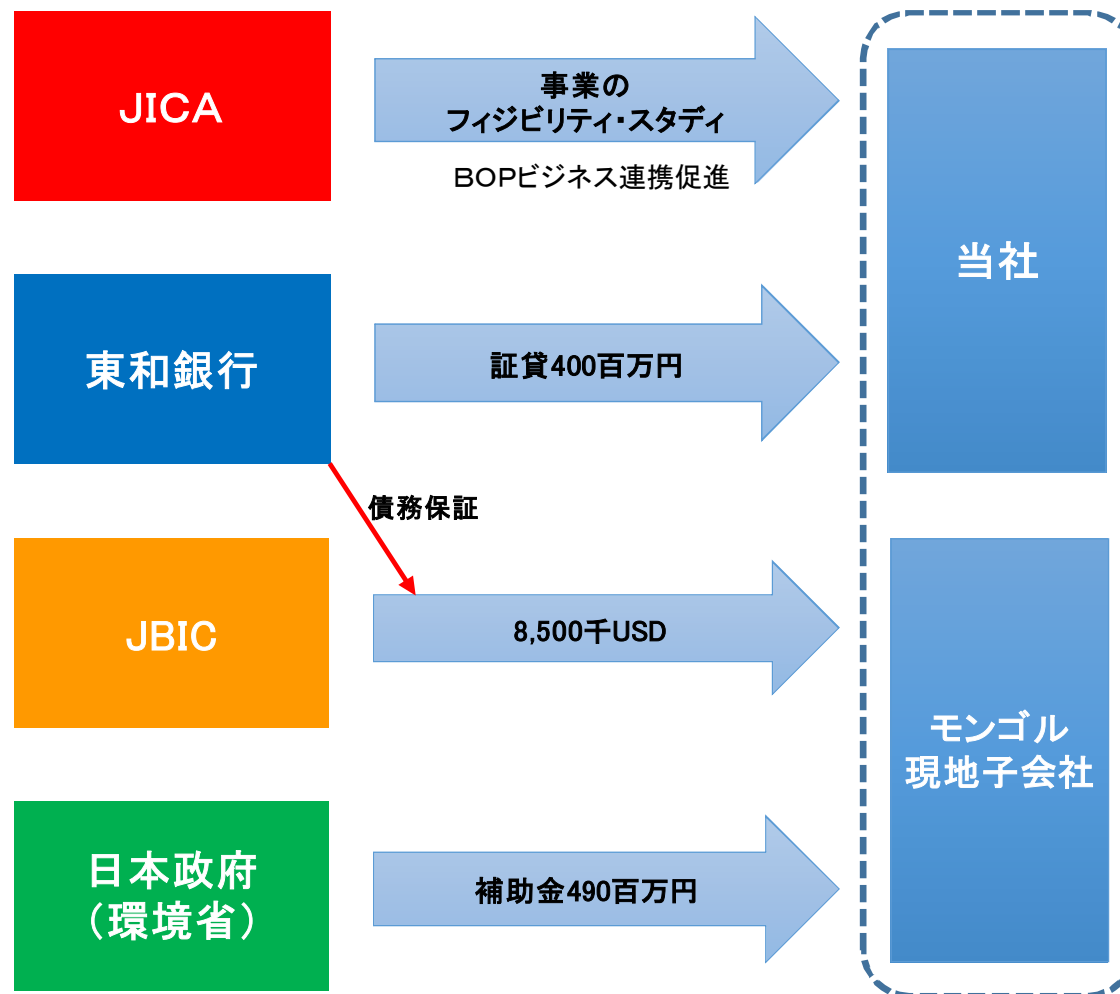 JICA
事業の
フィジビリティ・スタディ
BOPビジネス連携促進
当社
東和銀行
証貸400百万円
債務保証
JBIC
8,500千USD
モンゴル
現地子会社
日本政府
（環境省）
補助金490百万円